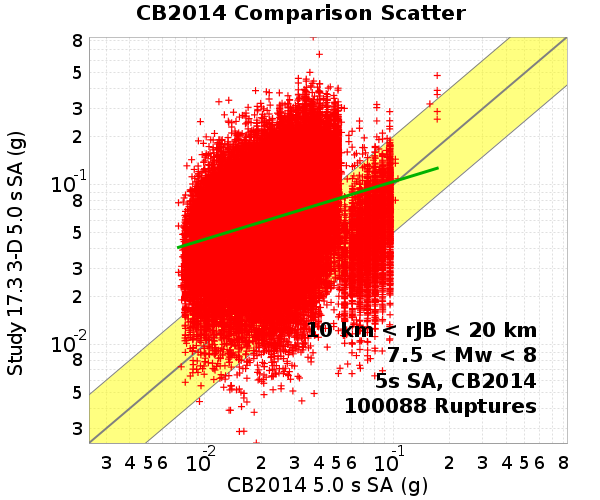 CB2014 Comparison Scatter
Study 17.3 3-D 5.0 s SA (g)
8
5
3
2
10⁻¹
8
5
3
2
10⁻²
8
5
3
10 km < rJB < 20 km
7.5 < Mw < 8
5s SA, CB2014
100088 Ruptures
3 4 5 6 8 10⁻² 2 3 4 5 6 8 10⁻¹ 2 3 4 5 6 8
CB2014 5.0 s SA (g)